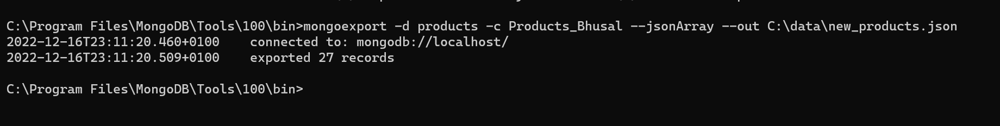 C:\Program Files\MongoDB\Tools\100\bin>mongoexport -d products -c Products_Bhusal --jsonArray --out C:\data\new_products.json
2022-12-16T23:11:20.460+0100    connected to: mongodb://localhost/
2022-12-16T23:11:20.509+0100    exported 27 records
C:\Program Files\MongoDB\Tools\100\bin>